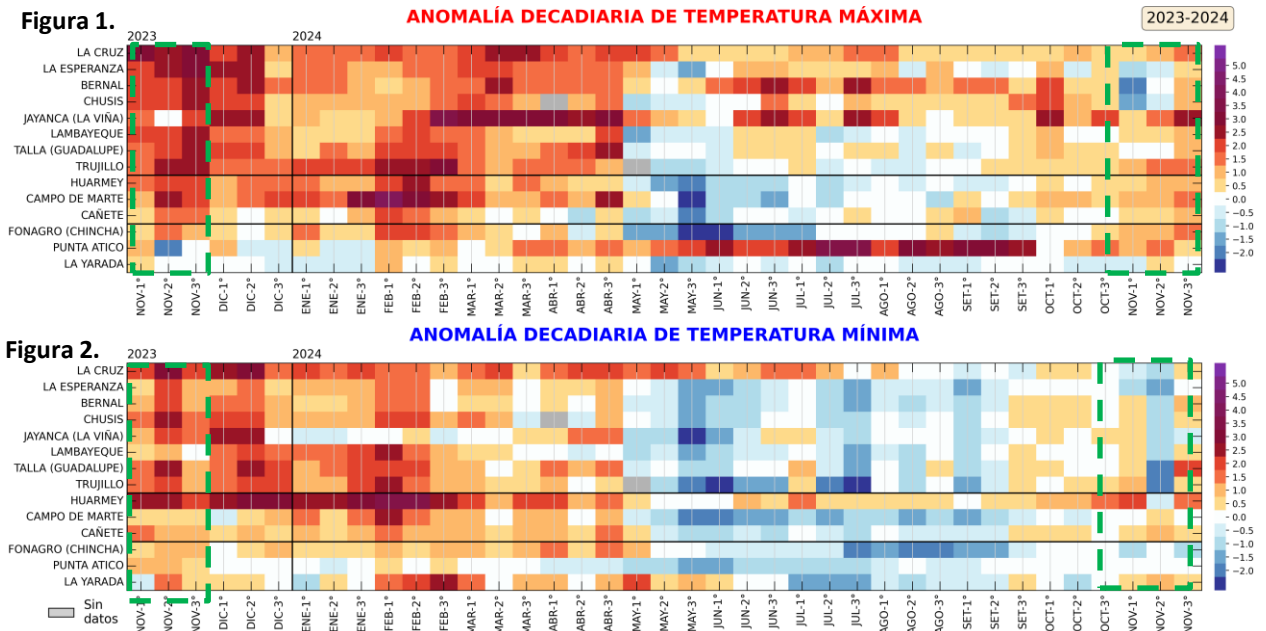 Figura 1.
ANOMALÍA DECADIARIA DE TEMPERATURA MÁXIMA
2023-2024
2023
2024
LA CRUZ
LA ESPERANZA
BERNAL
CHUSIS
JAYANCA (LA VIÑA)
LAMBAYEQUE
TALLA (GUADALUPE)
TRUJILLO
HUARMEY
CAMPO DE MARTE
CAÑETE
FONAGRO (CHINCHA)
PUNTA ATICO
LA YARADA
5.0
4.5
4.0
3.5
3.0
2.5
2.0
1.5
1.0
0.5
0.0
−0.5
−1.0
−1.5
−2.0
NOV-1° NOV-2° NOV-3° DIC-1° DIC-2° DIC-3° ENE-1° ENE-2° ENE-3° FEB-1° FEB-2° FEB-3° MAR-1° MAR-2° MAR-3° ABR-1° ABR-2° ABR-3° MAY-1° MAY-2° MAY-3° JUN-1° JUN-2° JUN-3° JUL-1° JUL-2° JUL-3° AGO-1° AGO-2° AGO-3° SET-1° SET-2° SET-3° OCT-1° OCT-2° OCT-3° NOV-1° NOV-2° NOV-3°
ANOMALÍA DECADIARIA DE TEMPERATURA MÍNIMA
Figura 2.
2023
2024
LA CRUZ
LA ESPERANZA
BERNAL
CHUSIS
JAYANCA (LA VIÑA)
LAMBAYEQUE
TALLA (GUADALUPE)
TRUJILLO
HUARMEY
CAMPO DE MARTE
CAÑETE
FONAGRO (CHINCHA)
PUNTA ATICO
LA YARADA
5.0
4.5
4.0
3.5
3.0
2.5
2.0
1.5
1.0
0.5
0.0
−0.5
−1.0
−1.5
−2.0
Sin
datos
NOV-1° NOV-2° NOV-3° DIC-1° DIC-2° DIC-3° ENE-1° ENE-2° ENE-3° FEB-1° FEB-2° FEB-3° MAR-1° MAR-2° MAR-3° ABR-1° ABR-2° ABR-3° MAY-1° MAY-2° MAY-3° JUN-1° JUN-2° JUN-3° JUL-1° JUL-2° JUL-3° AGO-1° AGO-2° AGO-3° SET-1° SET-2° SET-3° OCT-1° OCT-2° OCT-3° NOV-1° NOV-2° NOV-3°